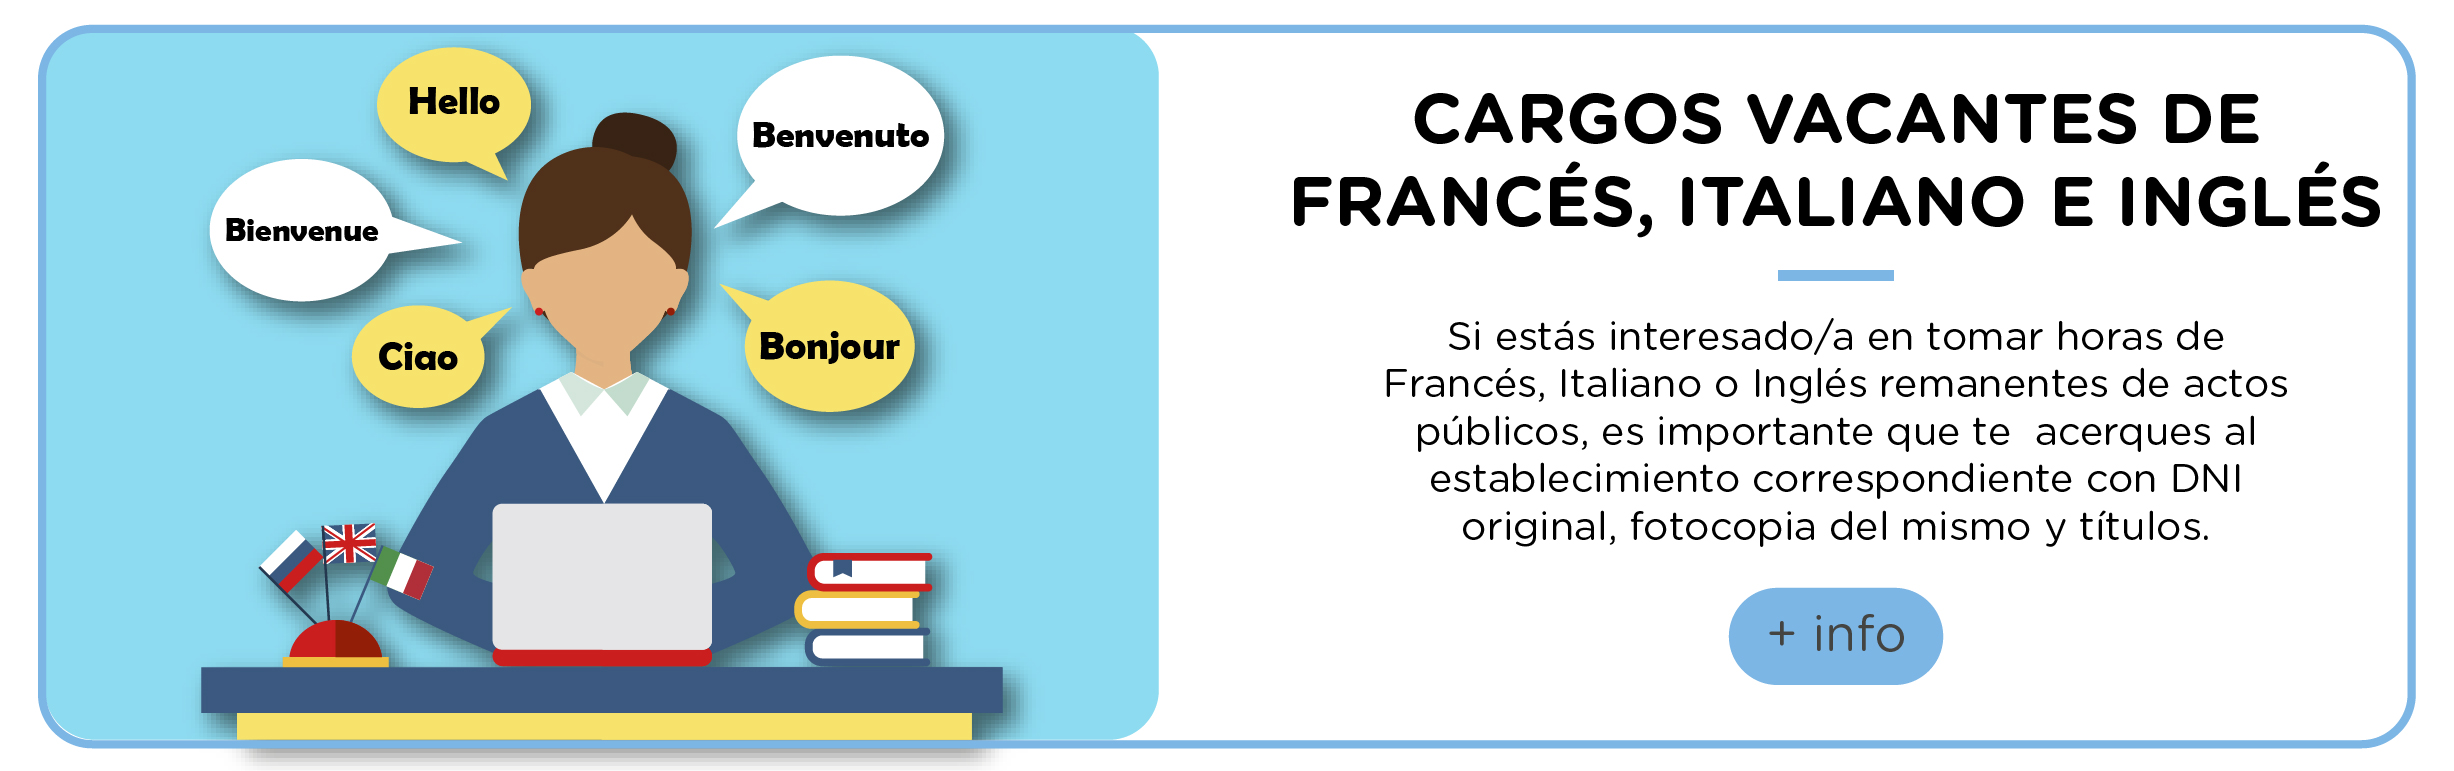 Hello
Benvenuto
Bienvenue
Ciao
Bonjour
CARGOS VACANTES DE
FRANCÉS, ITALIANO E INGLÉS
Si estás interesado/a en tomar horas de
Francés, Italiano o Inglés remanentes de actos
públicos, es importante que te  acerques al
establecimiento correspondiente con DNI
original, fotocopia del mismo y títulos.
+ info